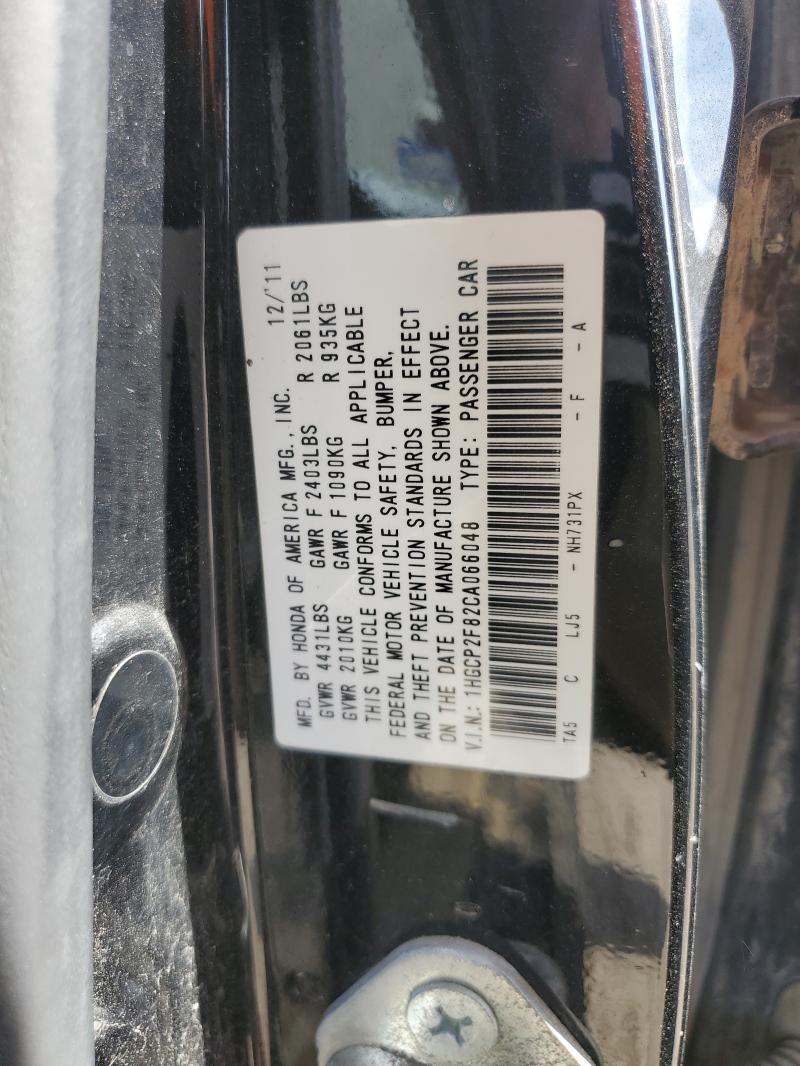 MFD. BY HONDA OF AMERICA MFG., INC. 12/'11
GVWR 4431LBS GAWR F 2403LBS R 2061LBS
GVWR 2010KG GAWR F 1090KG R 935KG
THIS VEHICLE CONFORMS TO ALL APPLICABLE
FEDERAL MOTOR VEHICLE SAFETY, BUMPER,
AND THEFT PREVENTION STANDARDS IN EFFECT
ON THE DATE OF MANUFACTURE SHOWN ABOVE.
V.I.N.: 1HGCP2F82CA066048 TYPE: PASSENGER CAR
TA5 C LJ5 - NH731PX - F - A